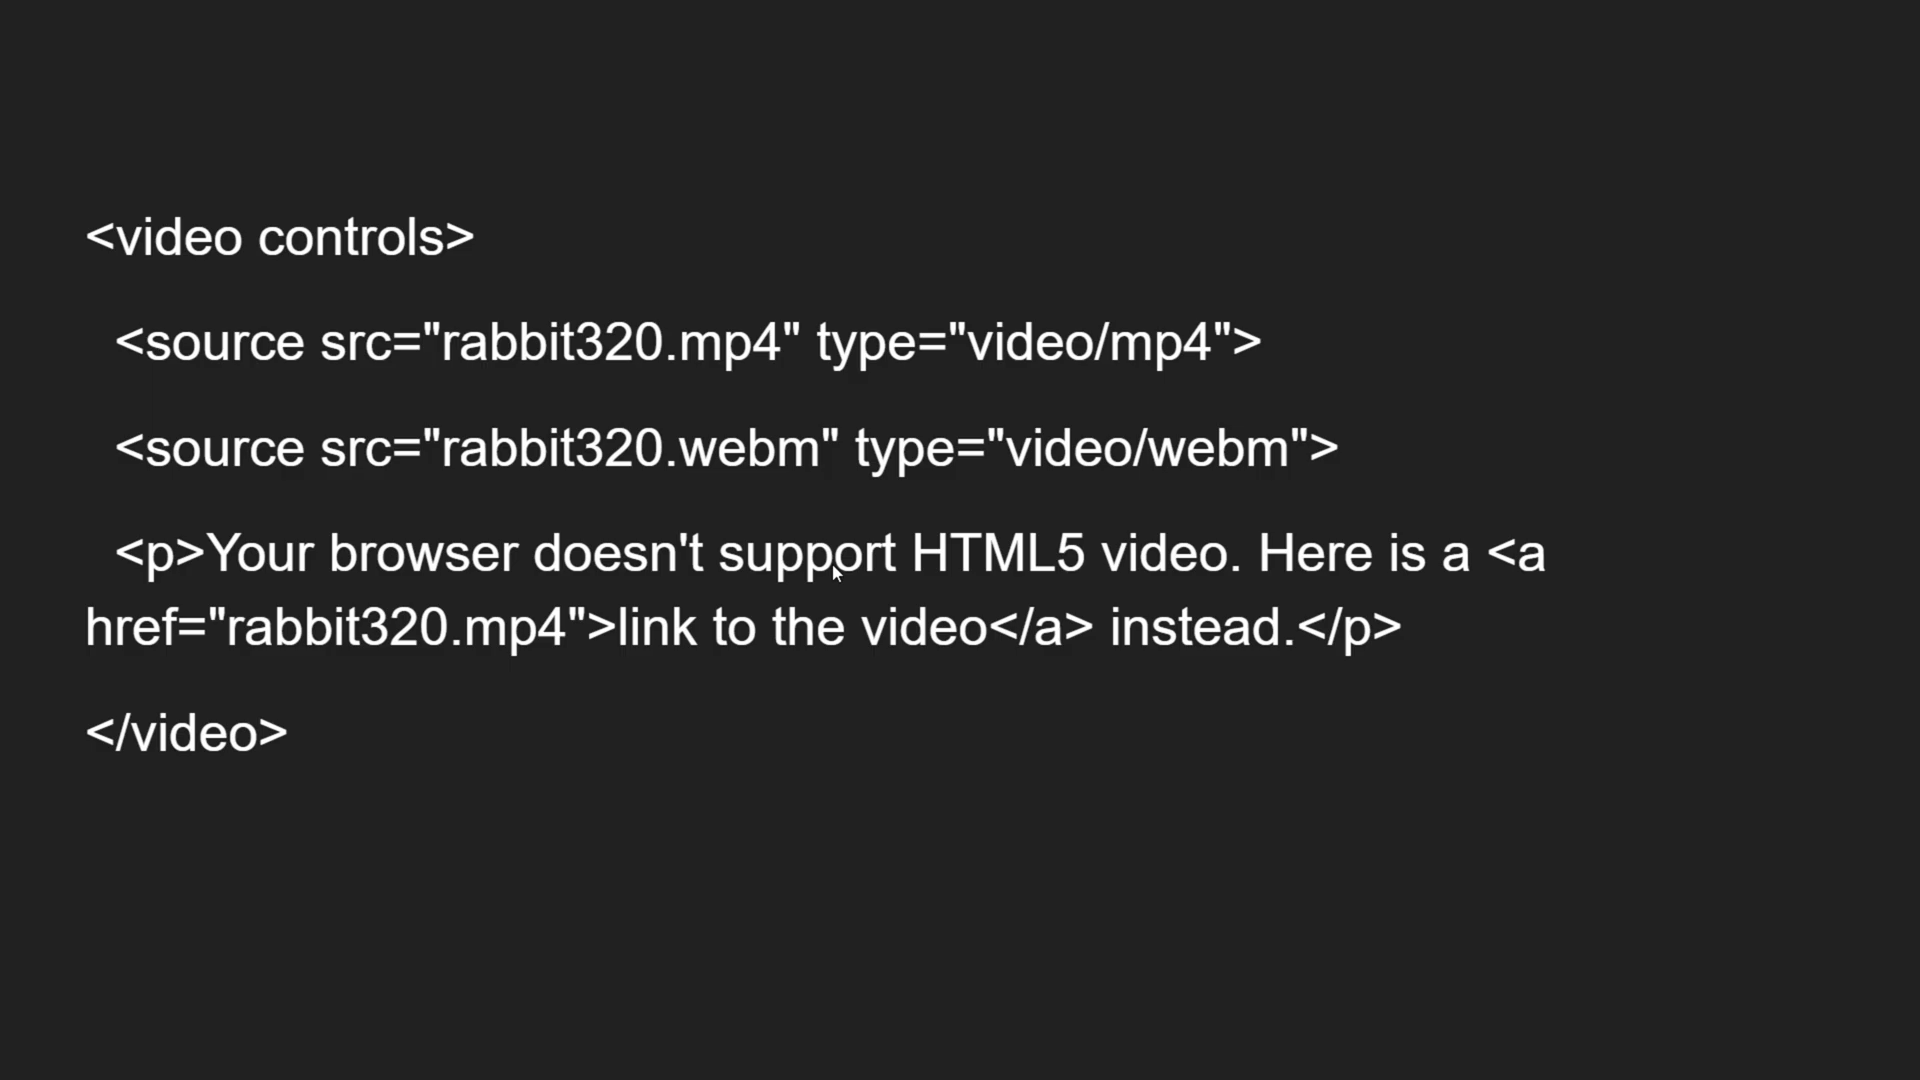 <video controls>
<source src="rabbit320.mp4" type="video/mp4">
<source src="rabbit320.webm" type="video/webm">
<p>Your browser doesn't support HTML5 video. Here is a <a
href="rabbit320.mp4">link to the video</a> instead.</p>
</video>